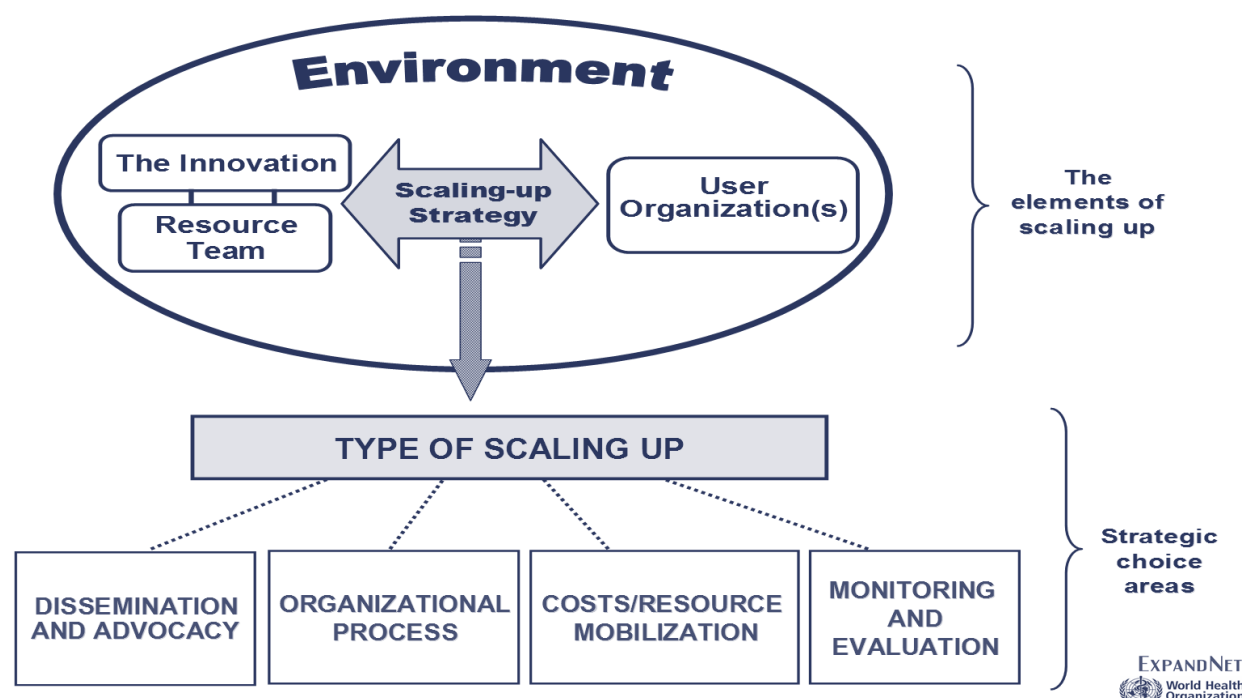 Environment
The Innovation
Resource
Team
Scaling-up
Strategy
User
Organization(s)
The
elements of
scaling up
TYPE OF SCALING UP
DISSEMINATION
AND ADVOCACY
ORGANIZATIONAL
PROCESS
COSTS/RESOURCE
MOBILIZATION
MONITORING
AND
EVALUATION
Strategic
choice
areas
EXPANDNET
World Health
Organization